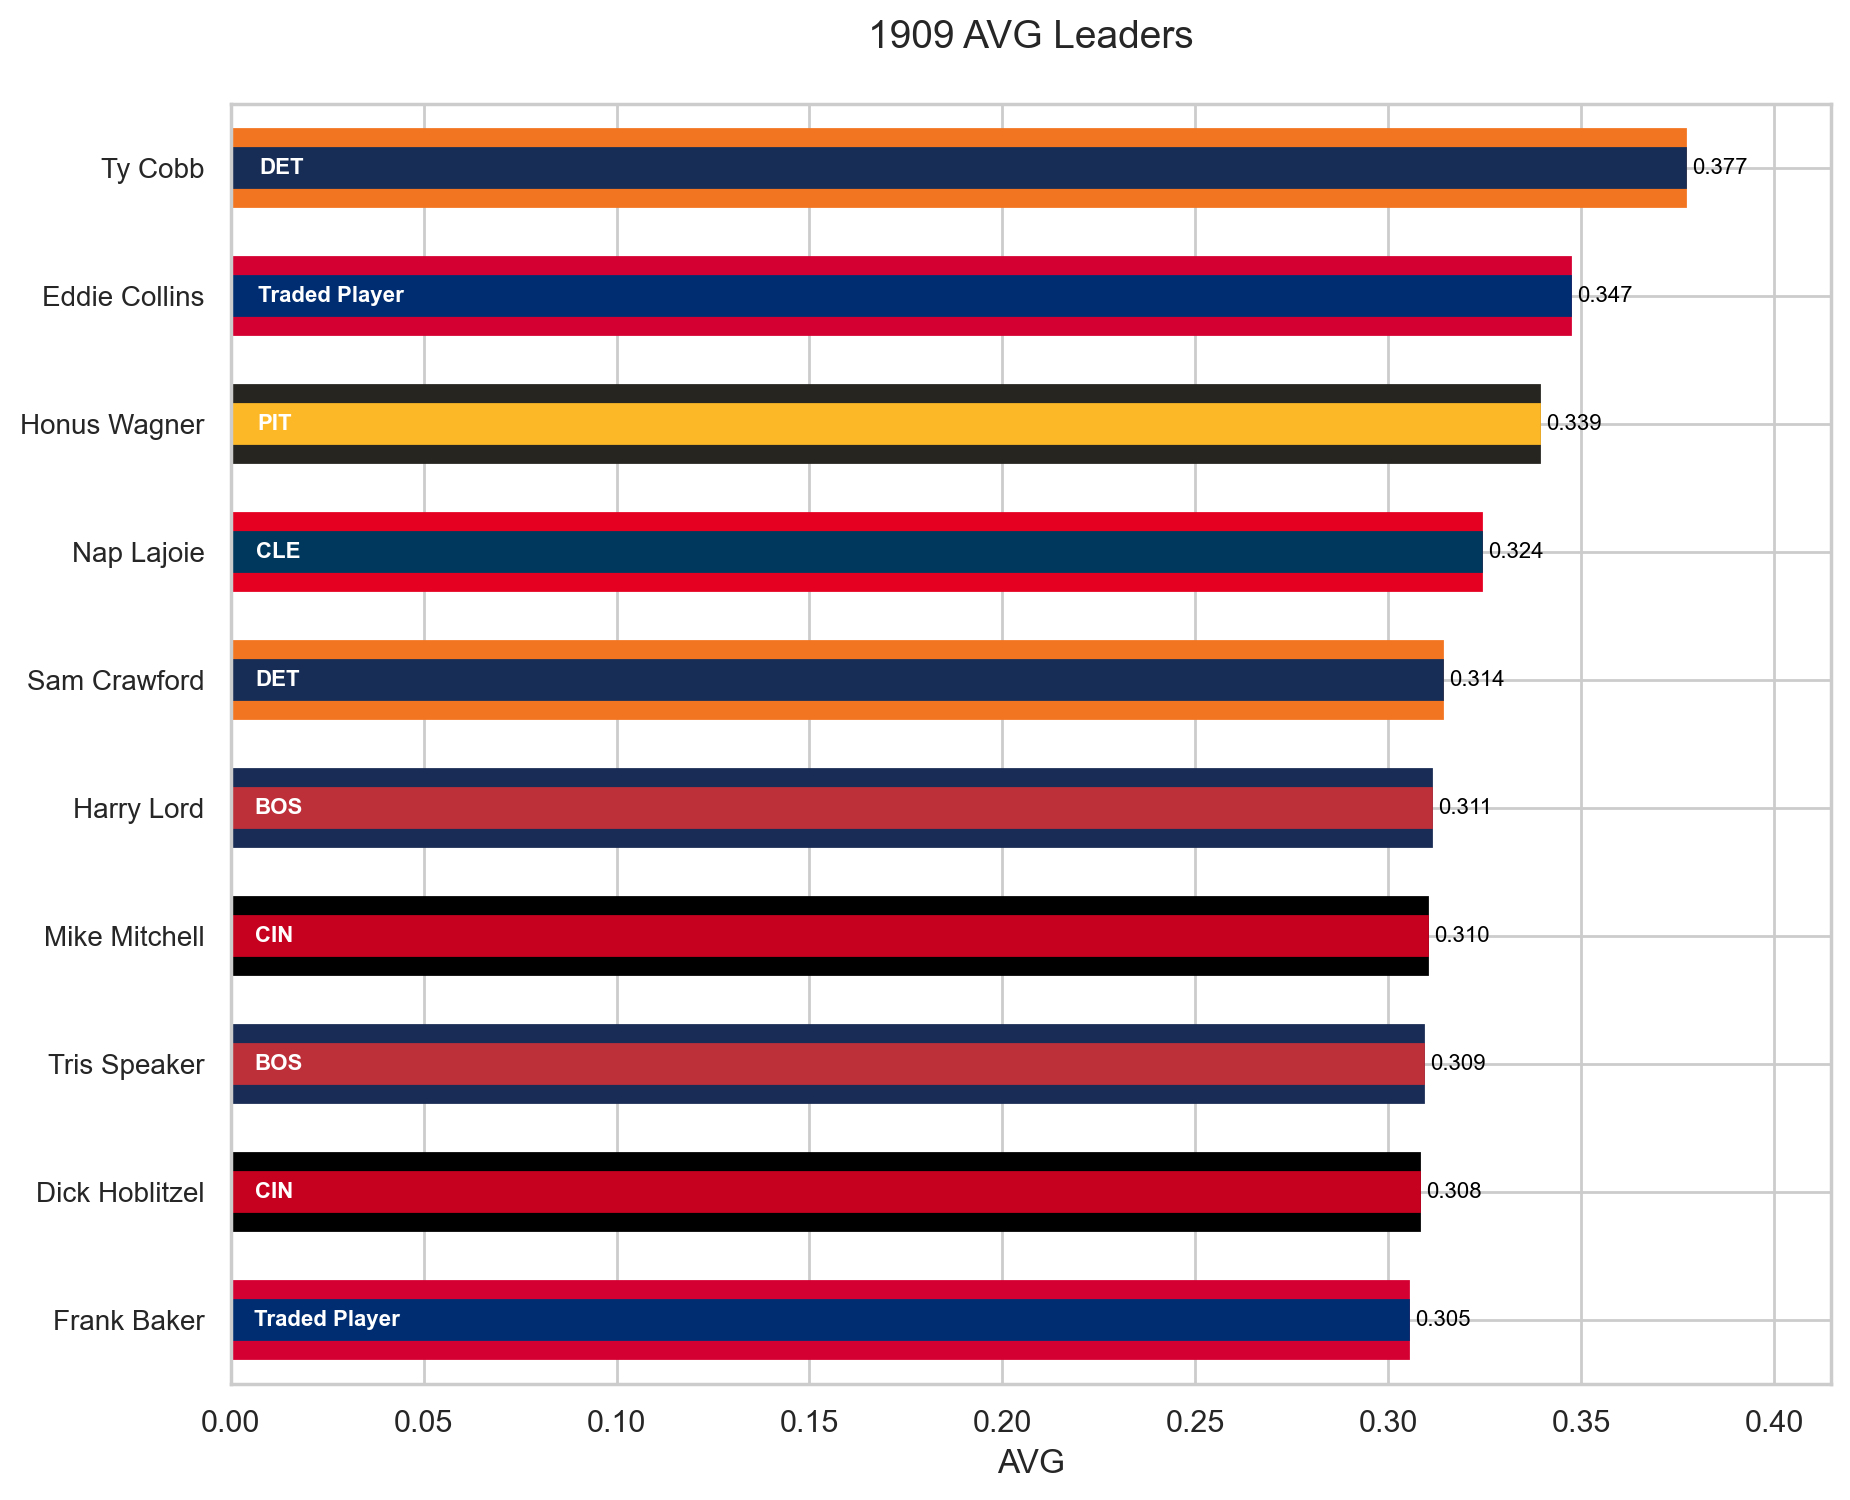 1909 AVG Leaders
Ty Cobb
DET
0.377
Eddie Collins
Traded Player
0.347
Honus Wagner
PIT
0.339
Nap Lajoie
CLE
0.324
Sam Crawford
DET
0.314
Harry Lord
BOS
0.311
Mike Mitchell
CIN
0.310
Tris Speaker
BOS
0.309
Dick Hoblitzel
CIN
0.308
Frank Baker
Traded Player
0.305
0.00 0.05 0.10 0.15 0.20 0.25 0.30 0.35 0.40
AVG